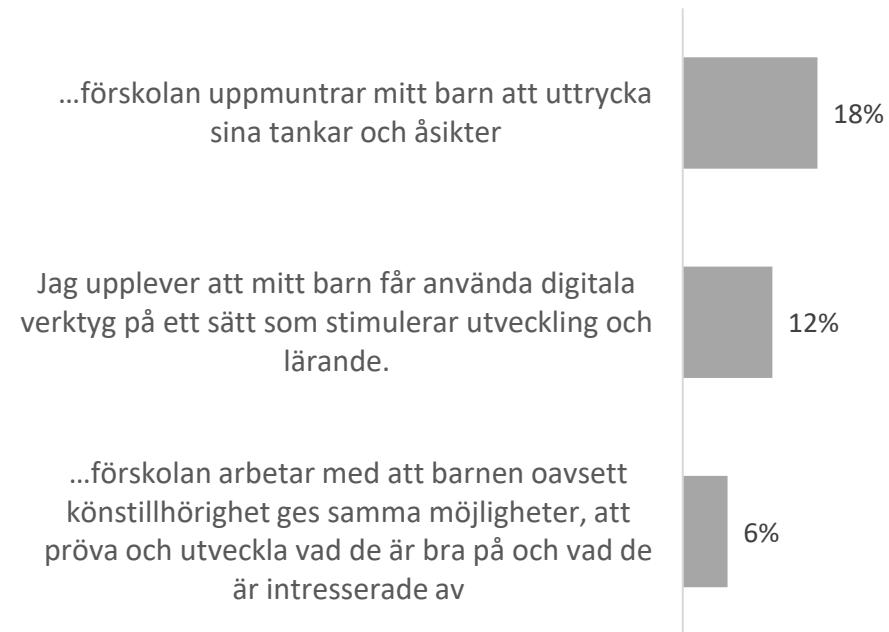 …förskolan uppmuntrar mitt barn att uttrycka
sina tankar och åsikter
18%
Jag upplever att mitt barn får använda digitala
verktyg på ett sätt som stimulerar utveckling och
lärande.
12%
…förskolan arbetar med att barnen oavsett
könstillhörighet ges samma möjligheter, att
pröva och utveckla vad de är bra på och vad de
är intresserade av
6%